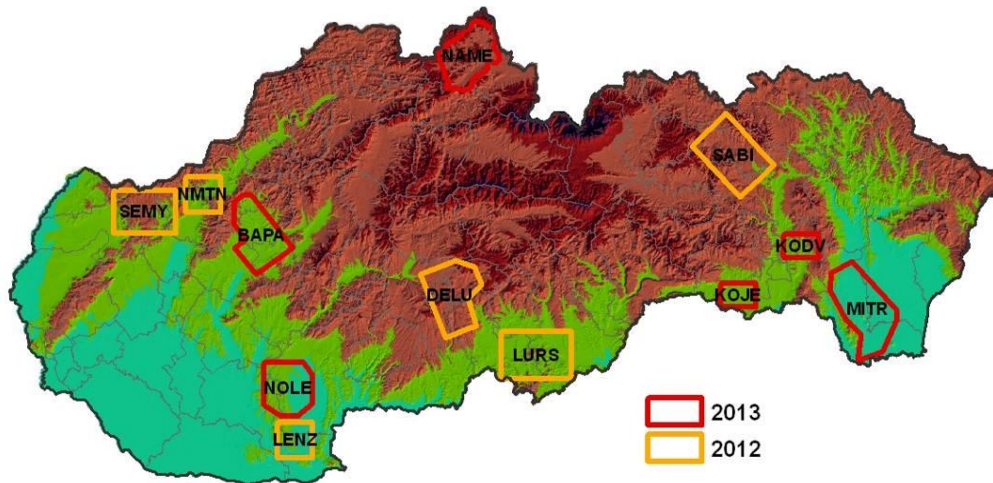 NAME
SABI
NMTN
SEMY
BAPA
KODV
DELU
KOJE
MITR
LURS
NOLE
LENZ
2013
2012